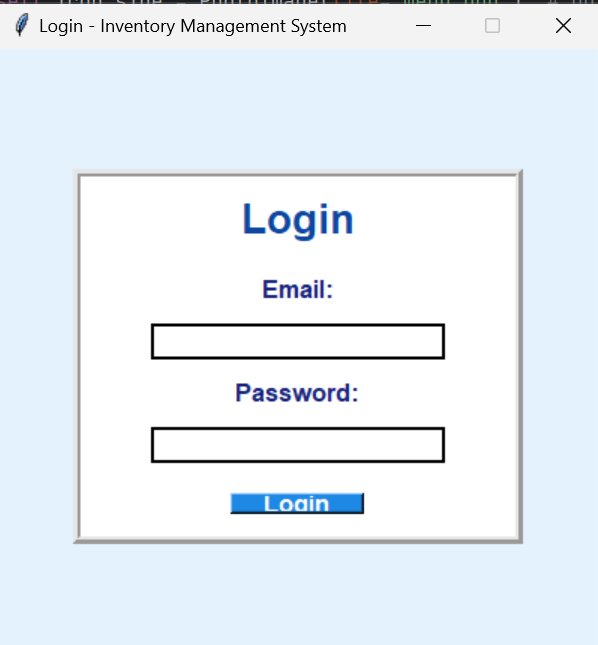 Login - Inventory Management System
Login
Email:
Password:
Login